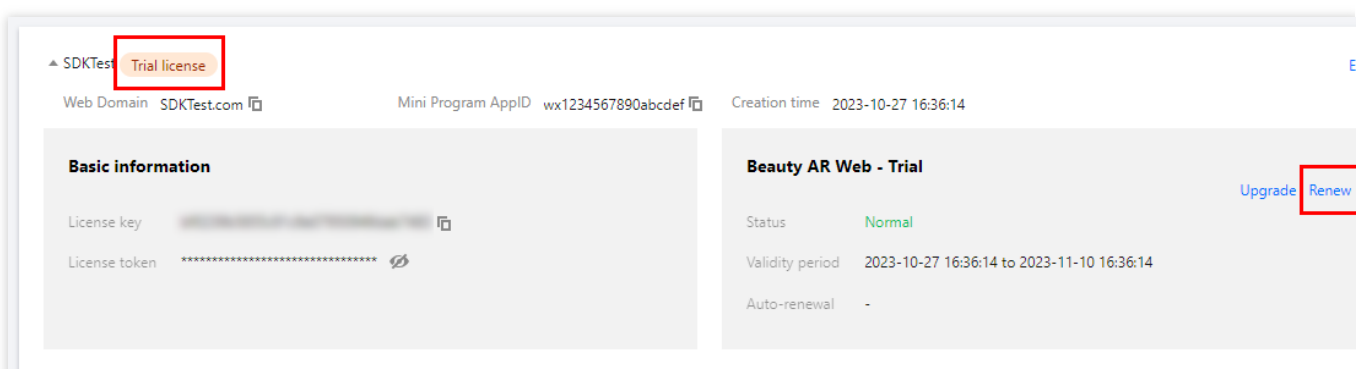 SDKTest Trial license
Web Domain SDKTest.com Mini Program AppID wx1234567890abcdef Creation time 2023-10-27 16:36:14
Basic information
License key
License token ********************************
Beauty AR Web - Trial
Upgrade Renew
Status Normal
Validity period 2023-10-27 16:36:14 to 2023-11-10 16:36:14
Auto-renewal -